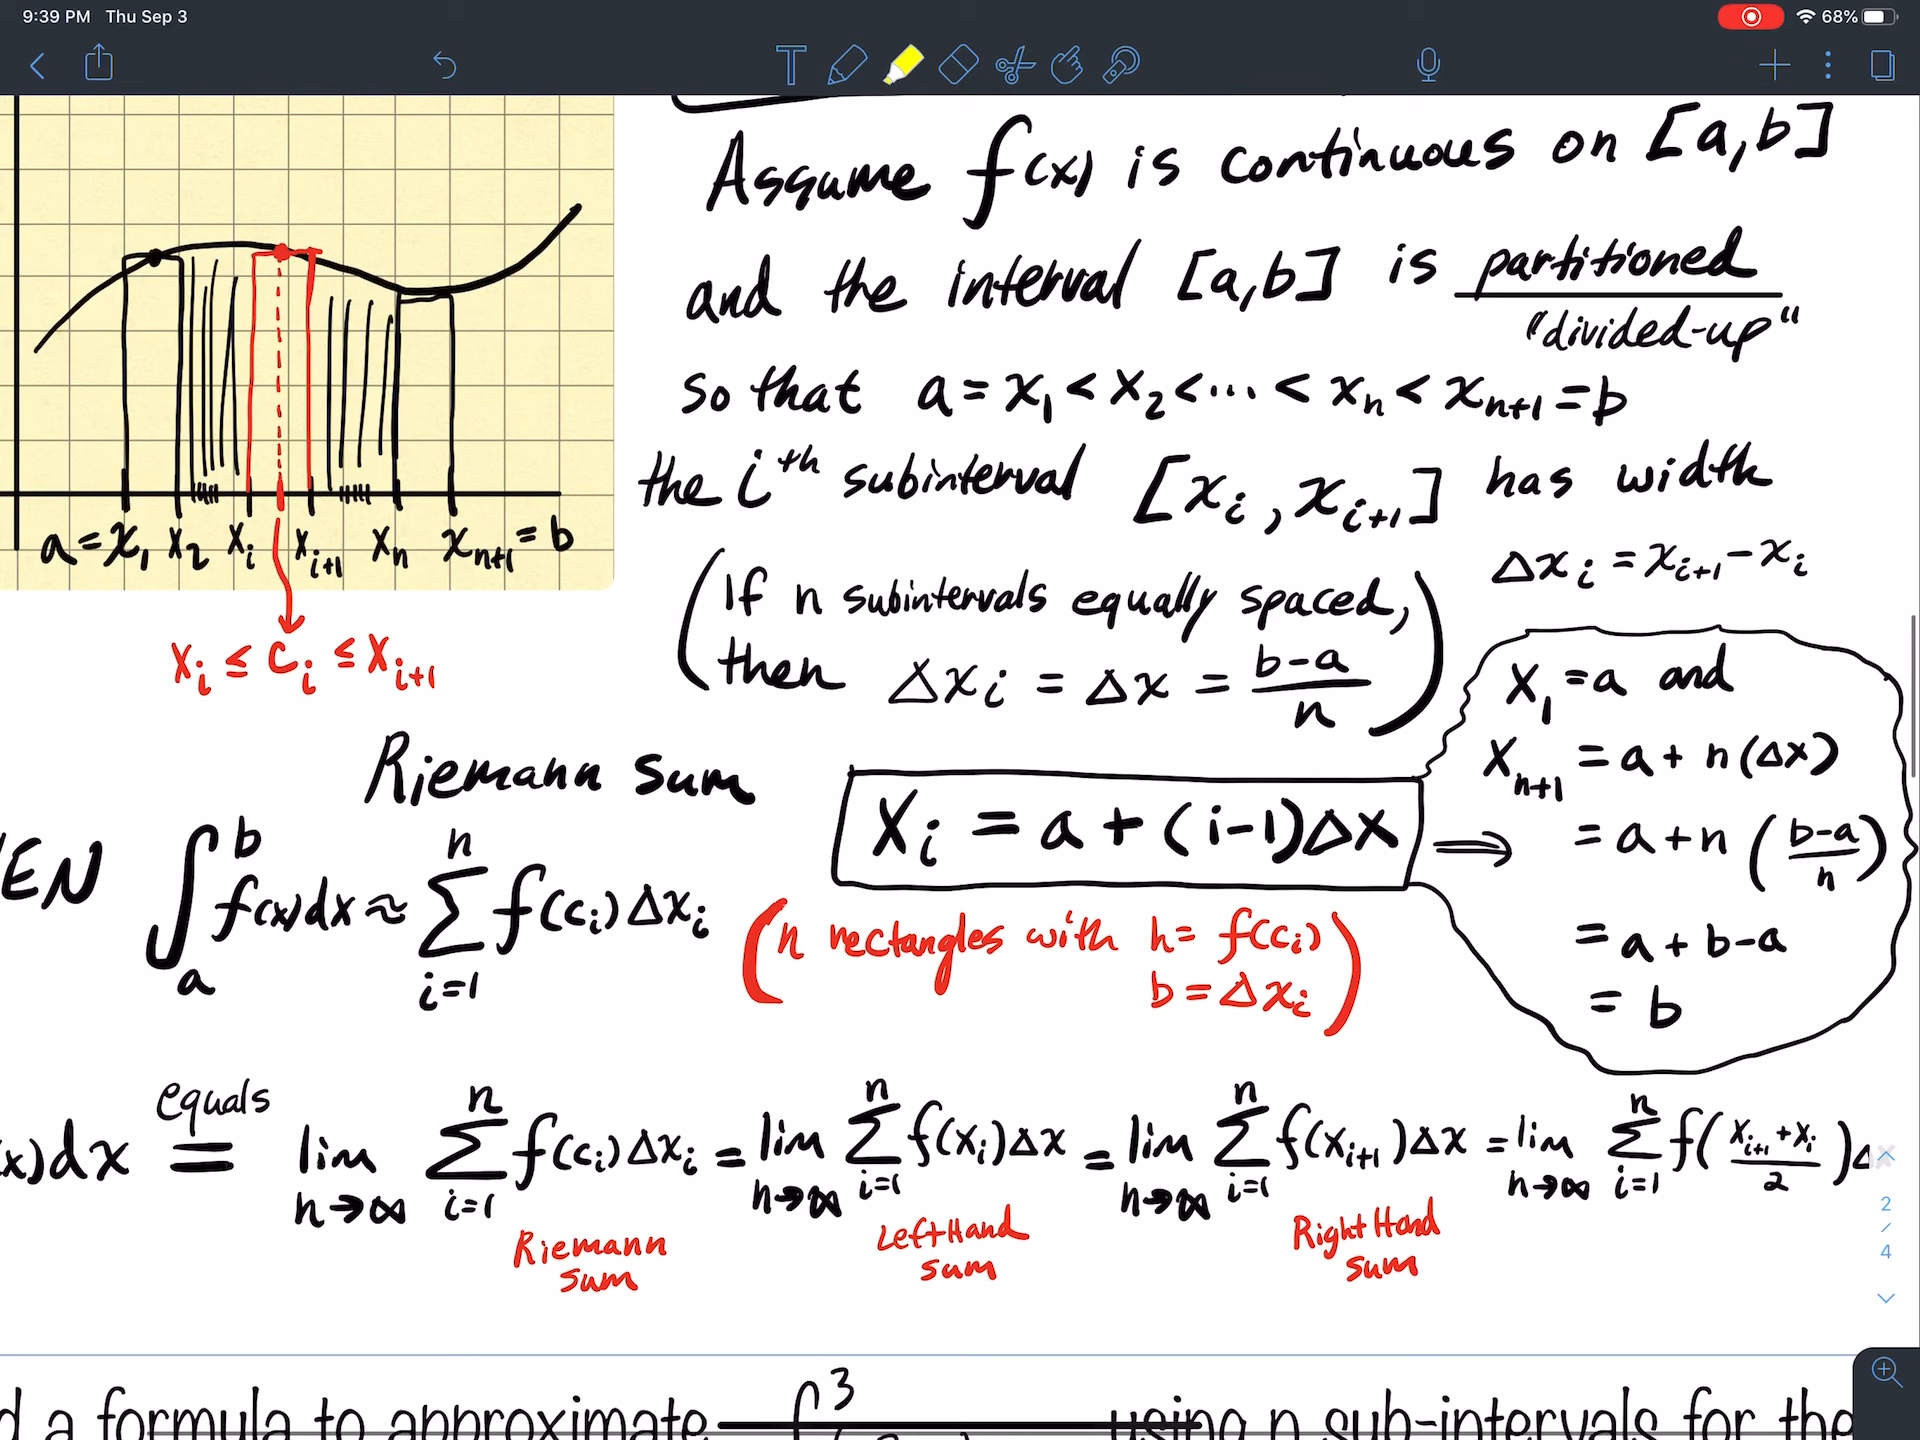 9:39 PM Thu Sep 3
68%
Assume f(x) is continuous on [a,b]
and the interval [a,b] is partitioned
"divided-up"
so that a = x₁ < x₂ < ... < xₙ < xₙ₊₁ = b
the iᵗʰ subinterval [xᵢ, xᵢ₊₁] has width
Δxᵢ = xᵢ₊₁ - xᵢ
a = x₁ x₂ xᵢ xᵢ₊₁ xₙ xₙ₊₁ = b
xᵢ ≤ cᵢ ≤ xᵢ₊₁
(If n subintervals equally spaced,
then Δxᵢ = Δx = (b-a)/n)
x₁ = a and
xₙ₊₁ = a + n(Δx)
= a + n((b-a)/n)
= a + b - a
= b
Riemann sum
xᵢ = a + (i-1)Δx ⟹
EN ∫ₐᵇ f(x)dx ≈ ∑ᵢ₌₁ⁿ f(cᵢ)Δxᵢ
(n rectangles with h = f(cᵢ)
b = Δxᵢ)
equals
x)dx = lim n→∞ ∑ᵢ₌₁ⁿ f(cᵢ)Δxᵢ = lim n→∞ ∑ᵢ₌₁ⁿ f(xᵢ)Δx = lim n→∞ ∑ᵢ₌₁ⁿ f(xᵢ₊₁)Δx = lim n→∞ ∑ᵢ₌₁ⁿ f((xᵢ₊₁+xᵢ)/2)Δ
Riemann sum
Left Hand sum
Right Hand sum
2
/
4
d a formula to approximate ∫³ using n sub-intervals for the